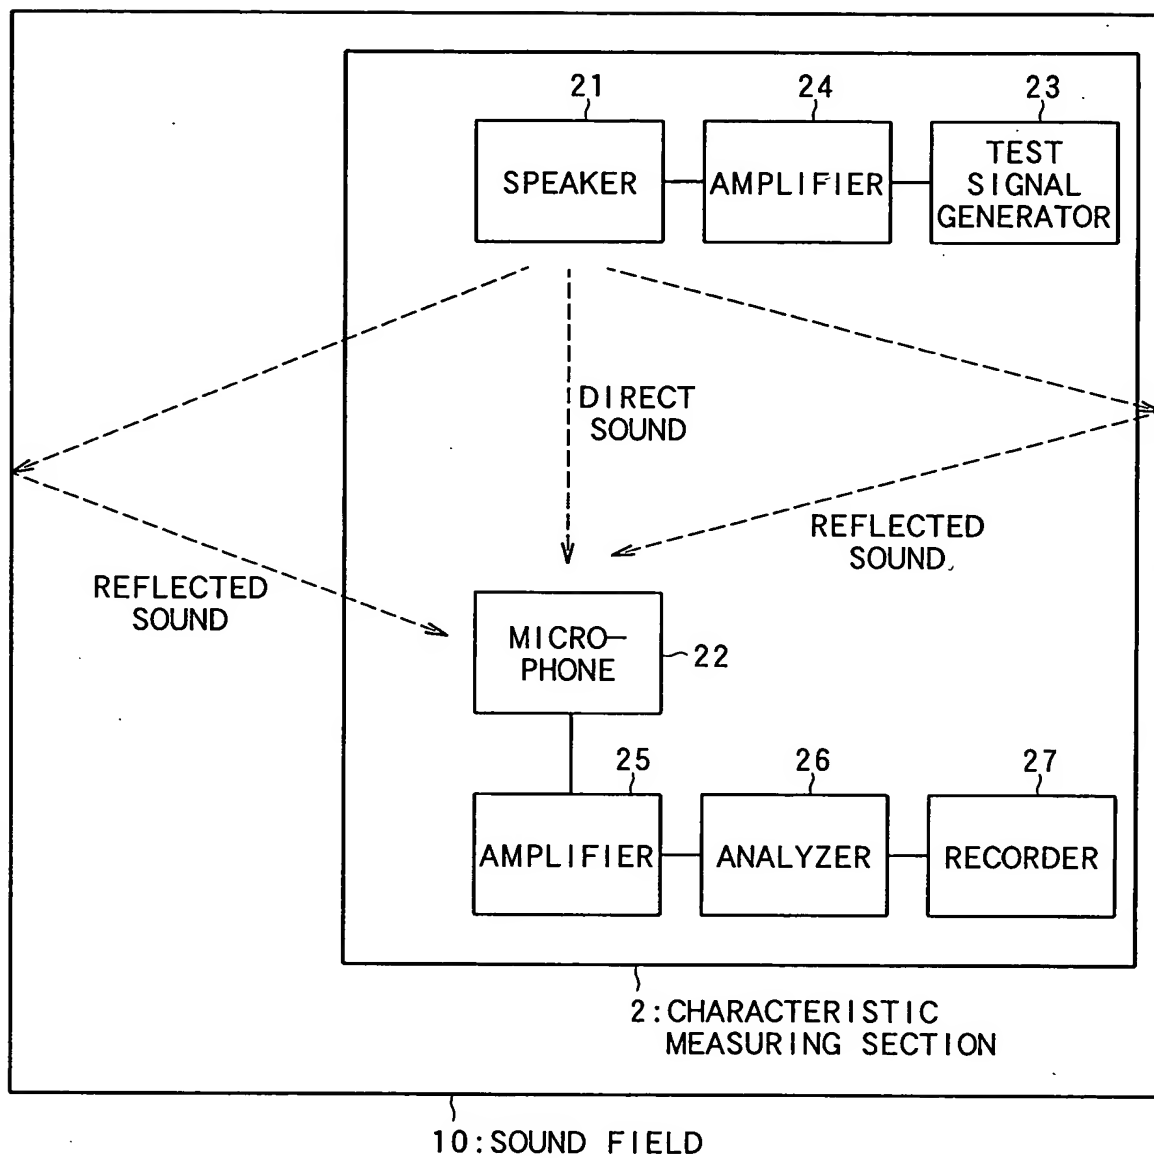 21
24
23
SPEAKER
AMPLIFIER
TEST
SIGNAL
GENERATOR
DIRECT
SOUND
REFLECTED
SOUND
REFLECTED
SOUND
MICRO-
PHONE
22
25
26
27
AMPLIFIER
ANALYZER
RECORDER
2:CHARACTERISTIC
MEASURING SECTION
10:SOUND FIELD